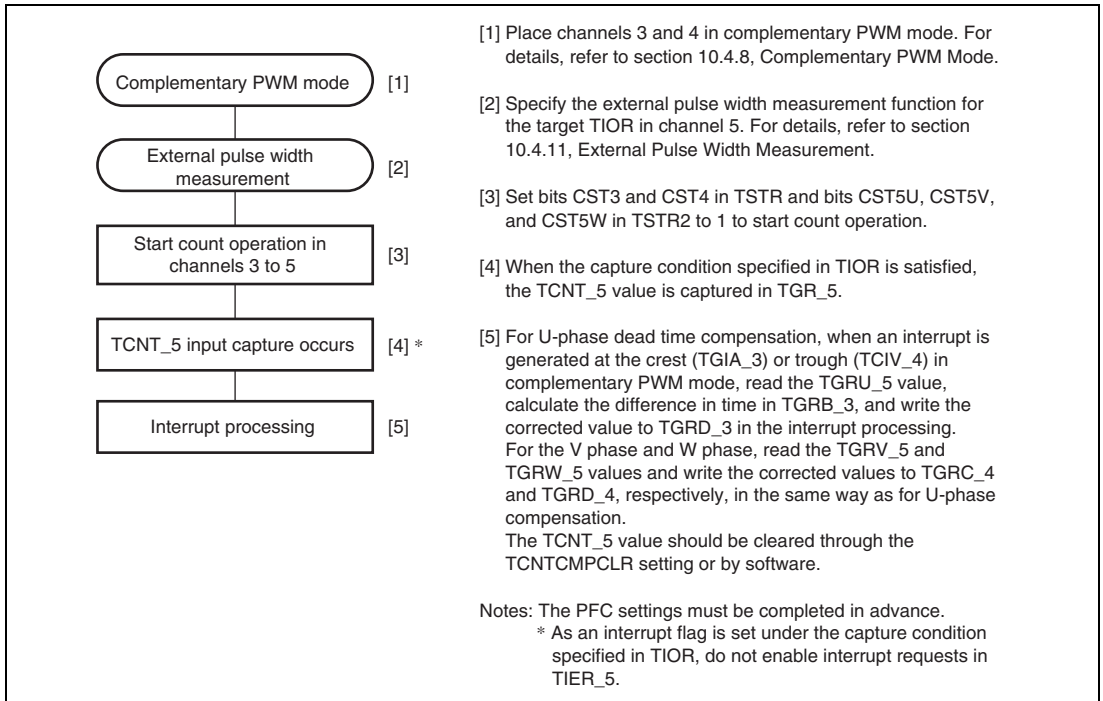 Complementary PWM mode [1]
External pulse width
measurement [2]
Start count operation in
channels 3 to 5 [3]
TCNT_5 input capture occurs [4] *
Interrupt processing [5]
[1] Place channels 3 and 4 in complementary PWM mode. For
details, refer to section 10.4.8, Complementary PWM Mode.
[2] Specify the external pulse width measurement function for
the target TIOR in channel 5. For details, refer to section
10.4.11, External Pulse Width Measurement.
[3] Set bits CST3 and CST4 in TSTR and bits CST5U, CST5V,
and CST5W in TSTR2 to 1 to start count operation.
[4] When the capture condition specified in TIOR is satisfied,
the TCNT_5 value is captured in TGR_5.
[5] For U-phase dead time compensation, when an interrupt is
generated at the crest (TGIA_3) or trough (TCIV_4) in
complementary PWM mode, read the TGRU_5 value,
calculate the difference in time in TGRB_3, and write the
corrected value to TGRD_3 in the interrupt processing.
For the V phase and W phase, read the TGRV_5 and
TGRW_5 values and write the corrected values to TGRC_4
and TGRD_4, respectively, in the same way as for U-phase
compensation.
The TCNT_5 value should be cleared through the
TCNTCMPCLR setting or by software.
Notes: The PFC settings must be completed in advance.
* As an interrupt flag is set under the capture condition
specified in TIOR, do not enable interrupt requests in
TIER_5.